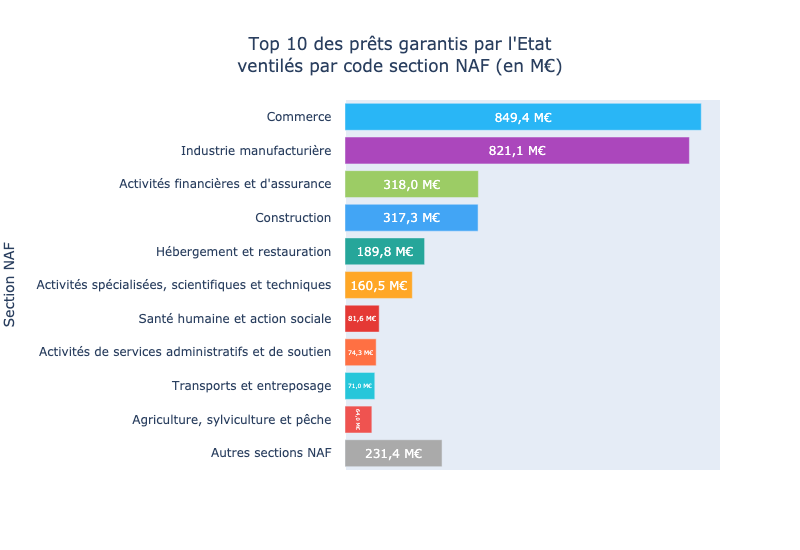 Top 10 des prêts garantis par l'Etat
ventilés par code section NAF (en M€)
Section NAF
Commerce 849,4 M€
Industrie manufacturière 821,1 M€
Activités financières et d'assurance 318,0 M€
Construction 317,3 M€
Hébergement et restauration 189,8 M€
Activités spécialisées, scientifiques et techniques 160,5 M€
Santé humaine et action sociale 81,6 M€
Activités de services administratifs et de soutien 74,3 M€
Transports et entreposage 71,0 M€
Agriculture, sylviculture et pêche
Autres sections NAF 231,4 M€